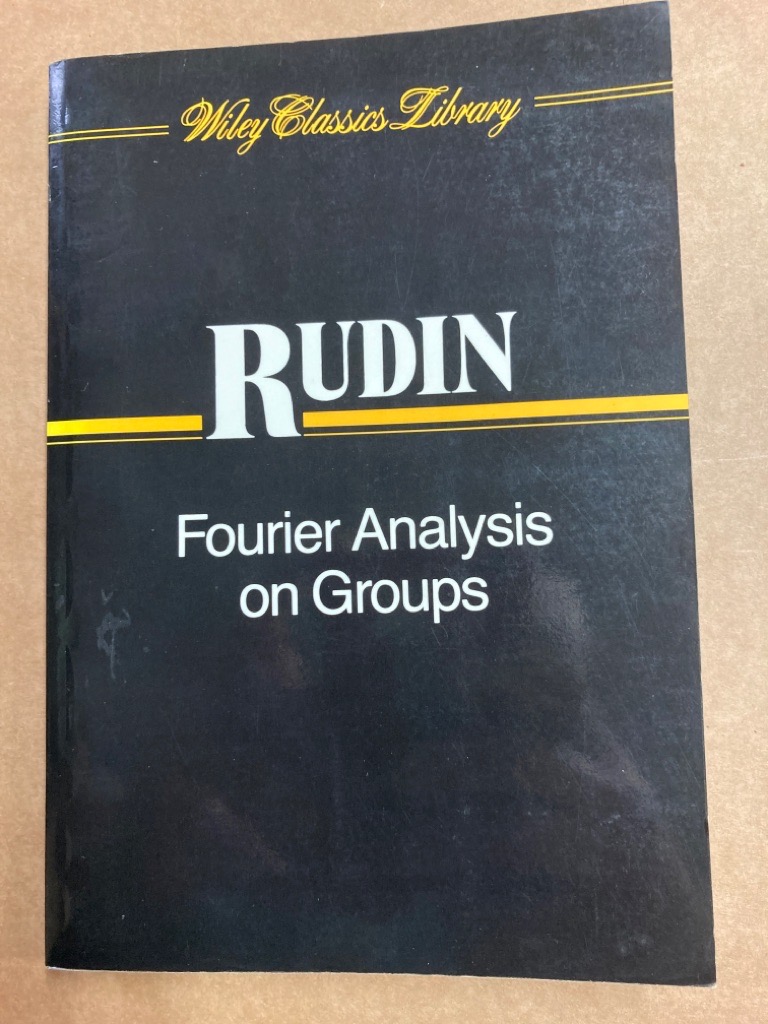 Wiley Classics Library
RUDIN
Fourier Analysis
on Groups